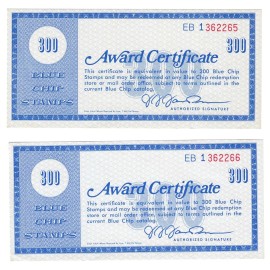 EB 1362265
300
Award Certificate
300
BLUE
CHIP
STAMPS
This certificate is equivalent in value to 300 Blue Chip
Stamps and may be redeemed at any Blue Chip redemption
store or mail order office, subject to terms outlined in the
current Blue Chip catalog.
AUTHORIZED SIGNATURE
EB 1362266
300
Award Certificate
300
BLUE
CHIP
STAMPS
This certificate is equivalent in value to 300 Blue Chip
Stamps and may be redeemed at any Blue Chip redemption
store or mail order office, subject to terms outlined in the
current Blue Chip catalog.
AUTHORIZED SIGNATURE